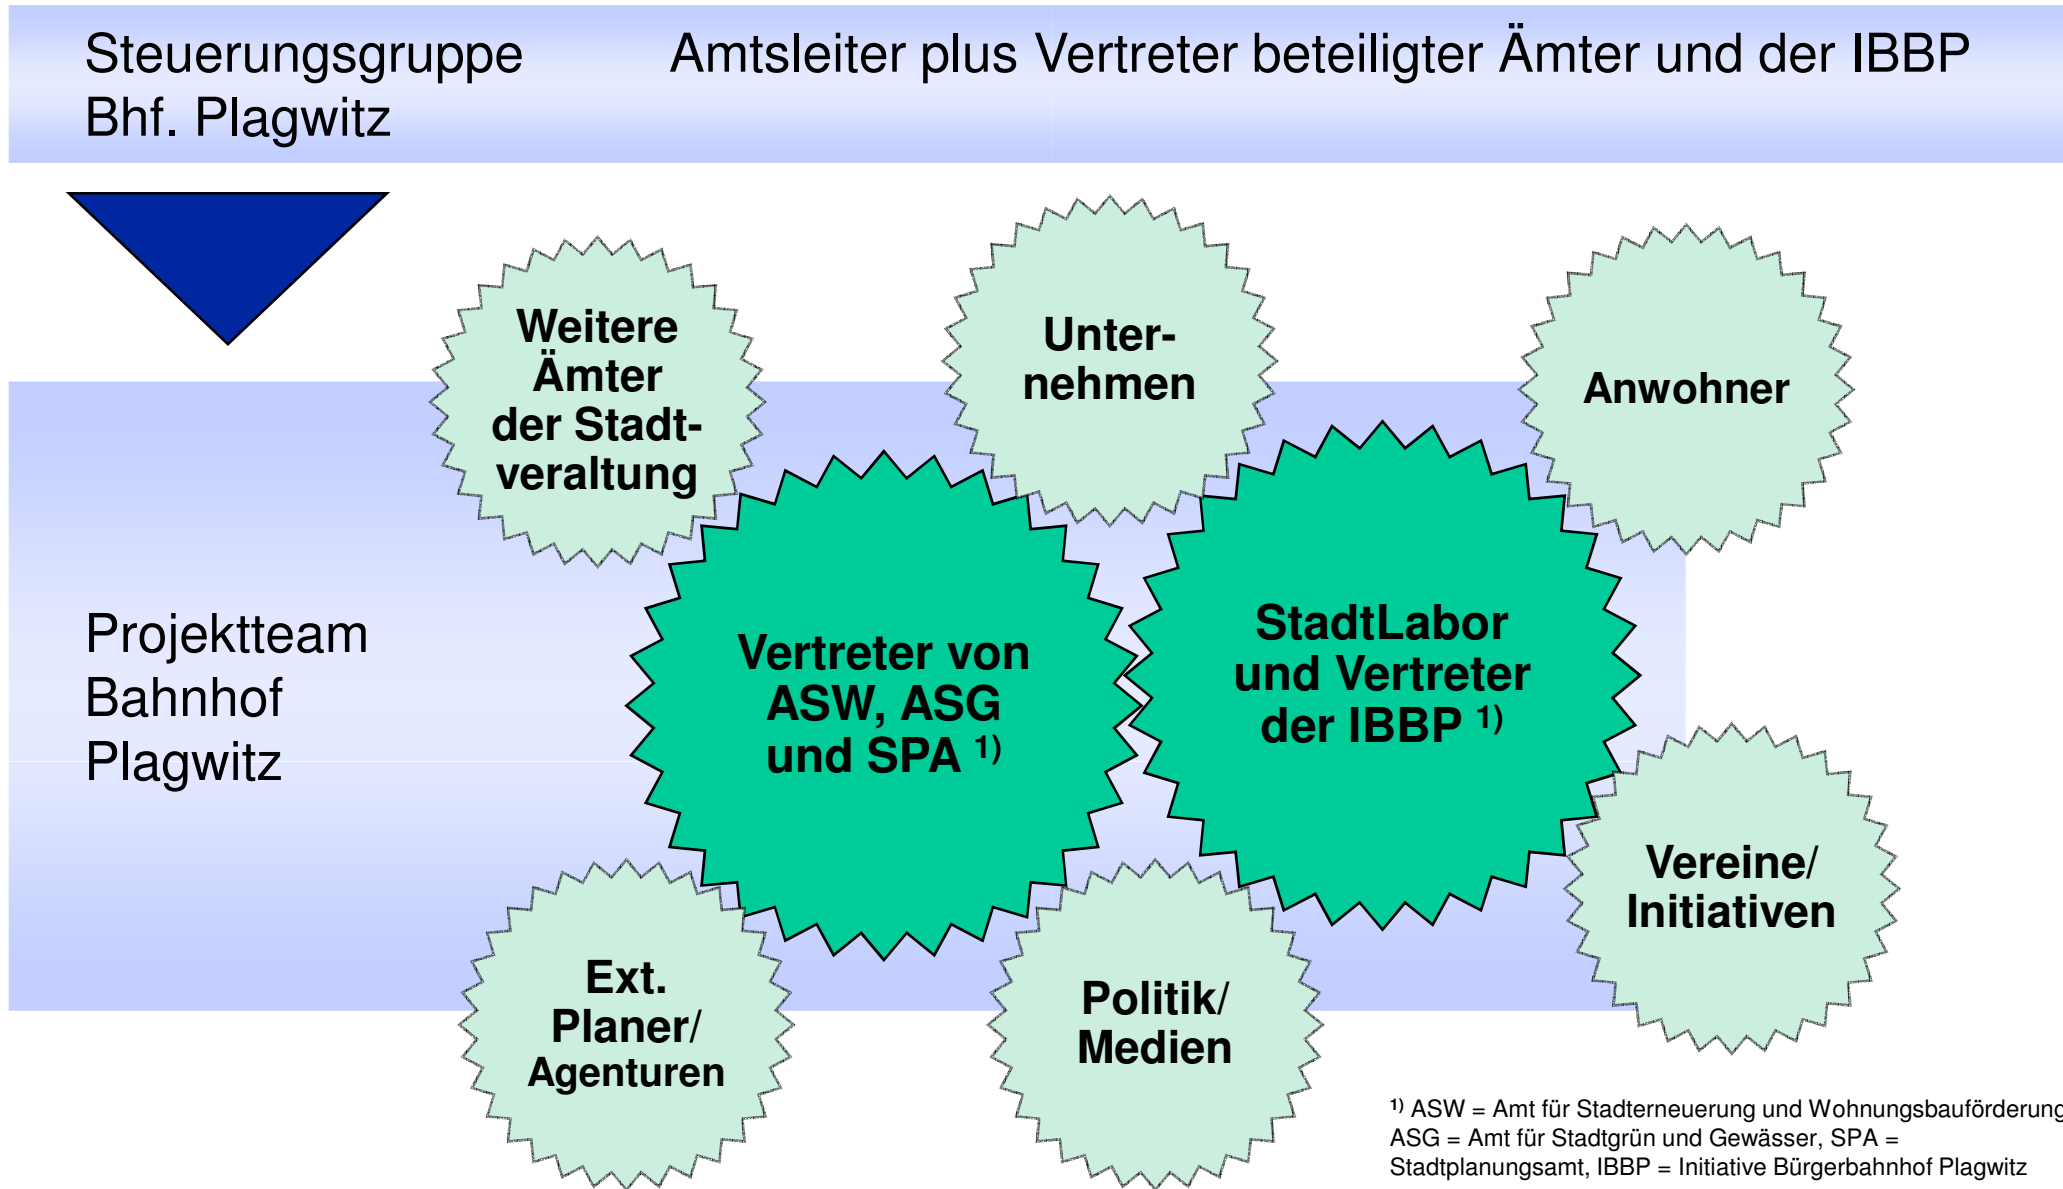 Steuerungsgruppe Amtsleiter plus Vertreter beteiligter Ämter und der IBBP
Bhf. Plagwitz
Weitere
Ämter
der Stadt-
veraltung
Unter-
nehmen
Anwohner
Projektteam
Bahnhof
Plagwitz
Vertreter von
ASW, ASG
und SPA 1)
StadtLabor
und Vertreter
der IBBP 1)
Vereine/
Initiativen
Ext.
Planer/
Agenturen
Politik/
Medien
1) ASW = Amt für Stadterneuerung und Wohnungsbauförderung
ASG = Amt für Stadtgrün und Gewässer, SPA =
Stadtplanungsamt, IBBP = Initiative Bürgerbahnhof Plagwitz